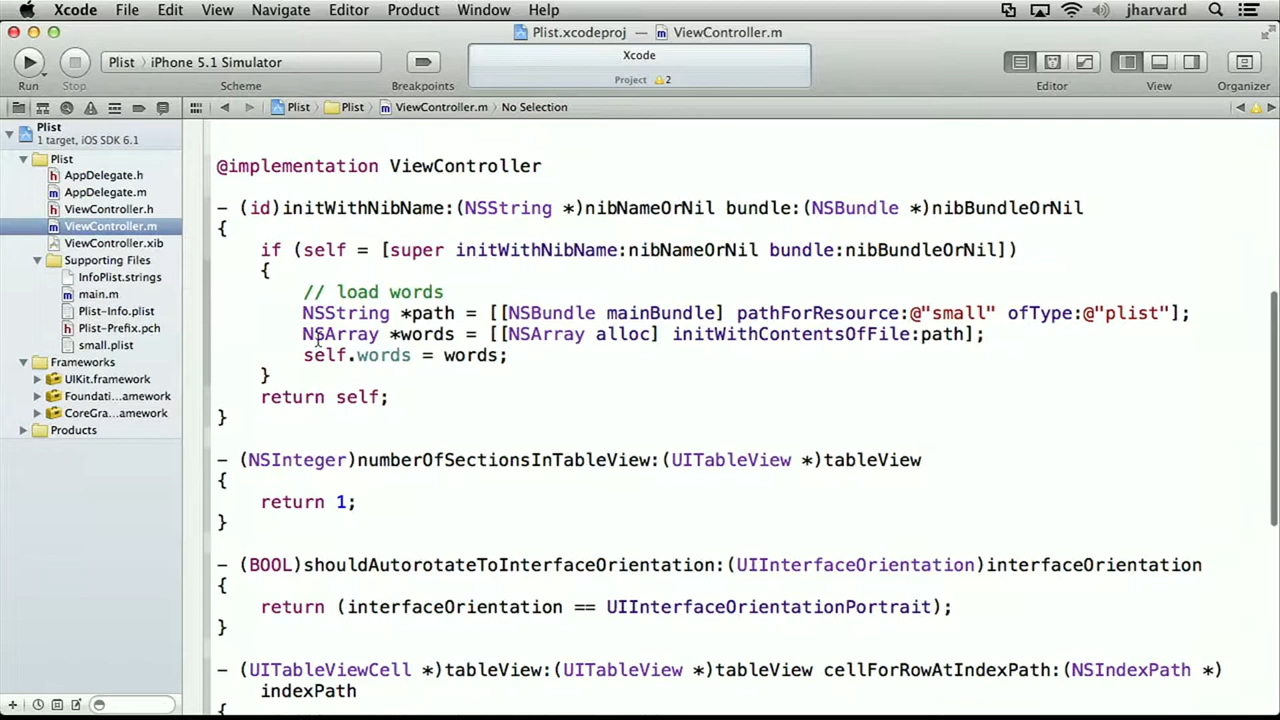 Xcode File Edit View Navigate Editor Product Window Help jharvard
Plist.xcodeproj — ViewController.m
Run Stop Plist 〉 iPhone 5.1 Simulator Scheme Breakpoints
Xcode
Project 2
Editor View Organizer
Plist 〉 Plist 〉 ViewController.m 〉 No Selection
Plist
1 target, iOS SDK 6.1
Plist
AppDelegate.h
AppDelegate.m
ViewController.h
ViewController.m
ViewController.xib
Supporting Files
InfoPlist.strings
main.m
Plist-Info.plist
Plist-Prefix.pch
small.plist
Frameworks
UIKit.framework
Foundati...amework
CoreGra...amework
Products
@implementation ViewController
- (id)initWithNibName:(NSString *)nibNameOrNil bundle:(NSBundle *)nibBundleOrNil
{
if (self = [super initWithNibName:nibNameOrNil bundle:nibBundleOrNil])
{
// load words
NSString *path = [[NSBundle mainBundle] pathForResource:@"small" ofType:@"plist"];
NSArray *words = [[NSArray alloc] initWithContentsOfFile:path];
self.words = words;
}
return self;
}
- (NSInteger)numberOfSectionsInTableView:(UITableView *)tableView
{
return 1;
}
- (BOOL)shouldAutorotateToInterfaceOrientation:(UIInterfaceOrientation)interfaceOrientation
{
return (interfaceOrientation == UIInterfaceOrientationPortrait);
}
- (UITableViewCell *)tableView:(UITableView *)tableView cellForRowAtIndexPath:(NSIndexPath *)
indexPath
{